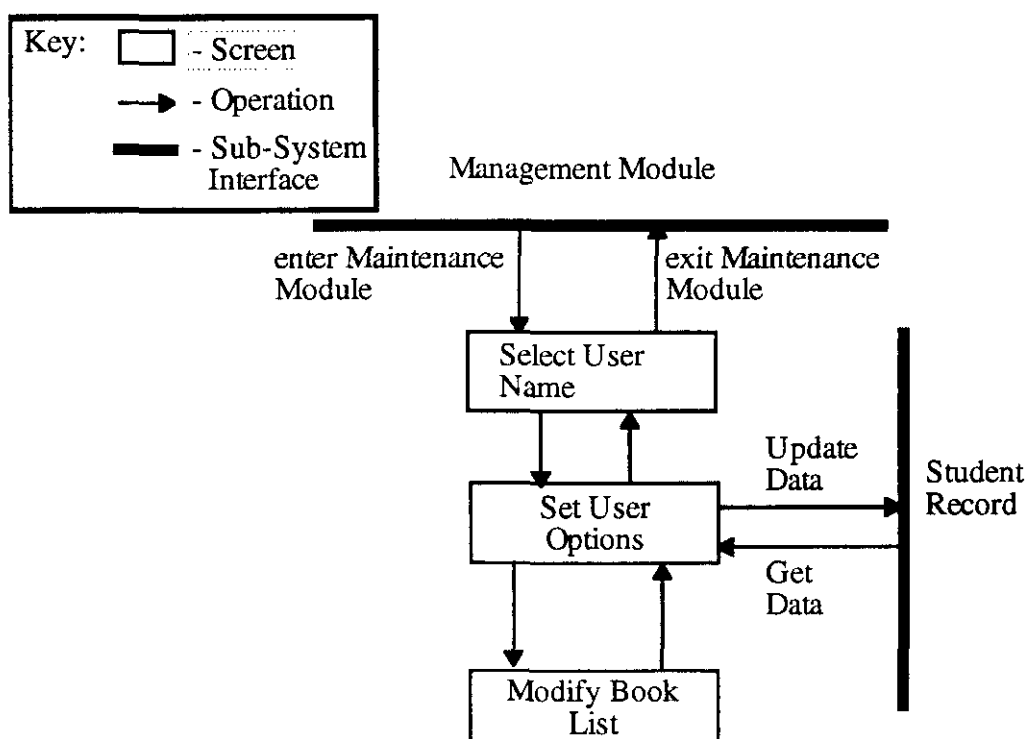 Key:
- Screen
- Operation
- Sub-System
Interface
Management Module
enter Maintenance
Module
exit Maintenance
Module
Select User
Name
Update
Data
Student
Record
Set User
Options
Get
Data
Modify Book
List